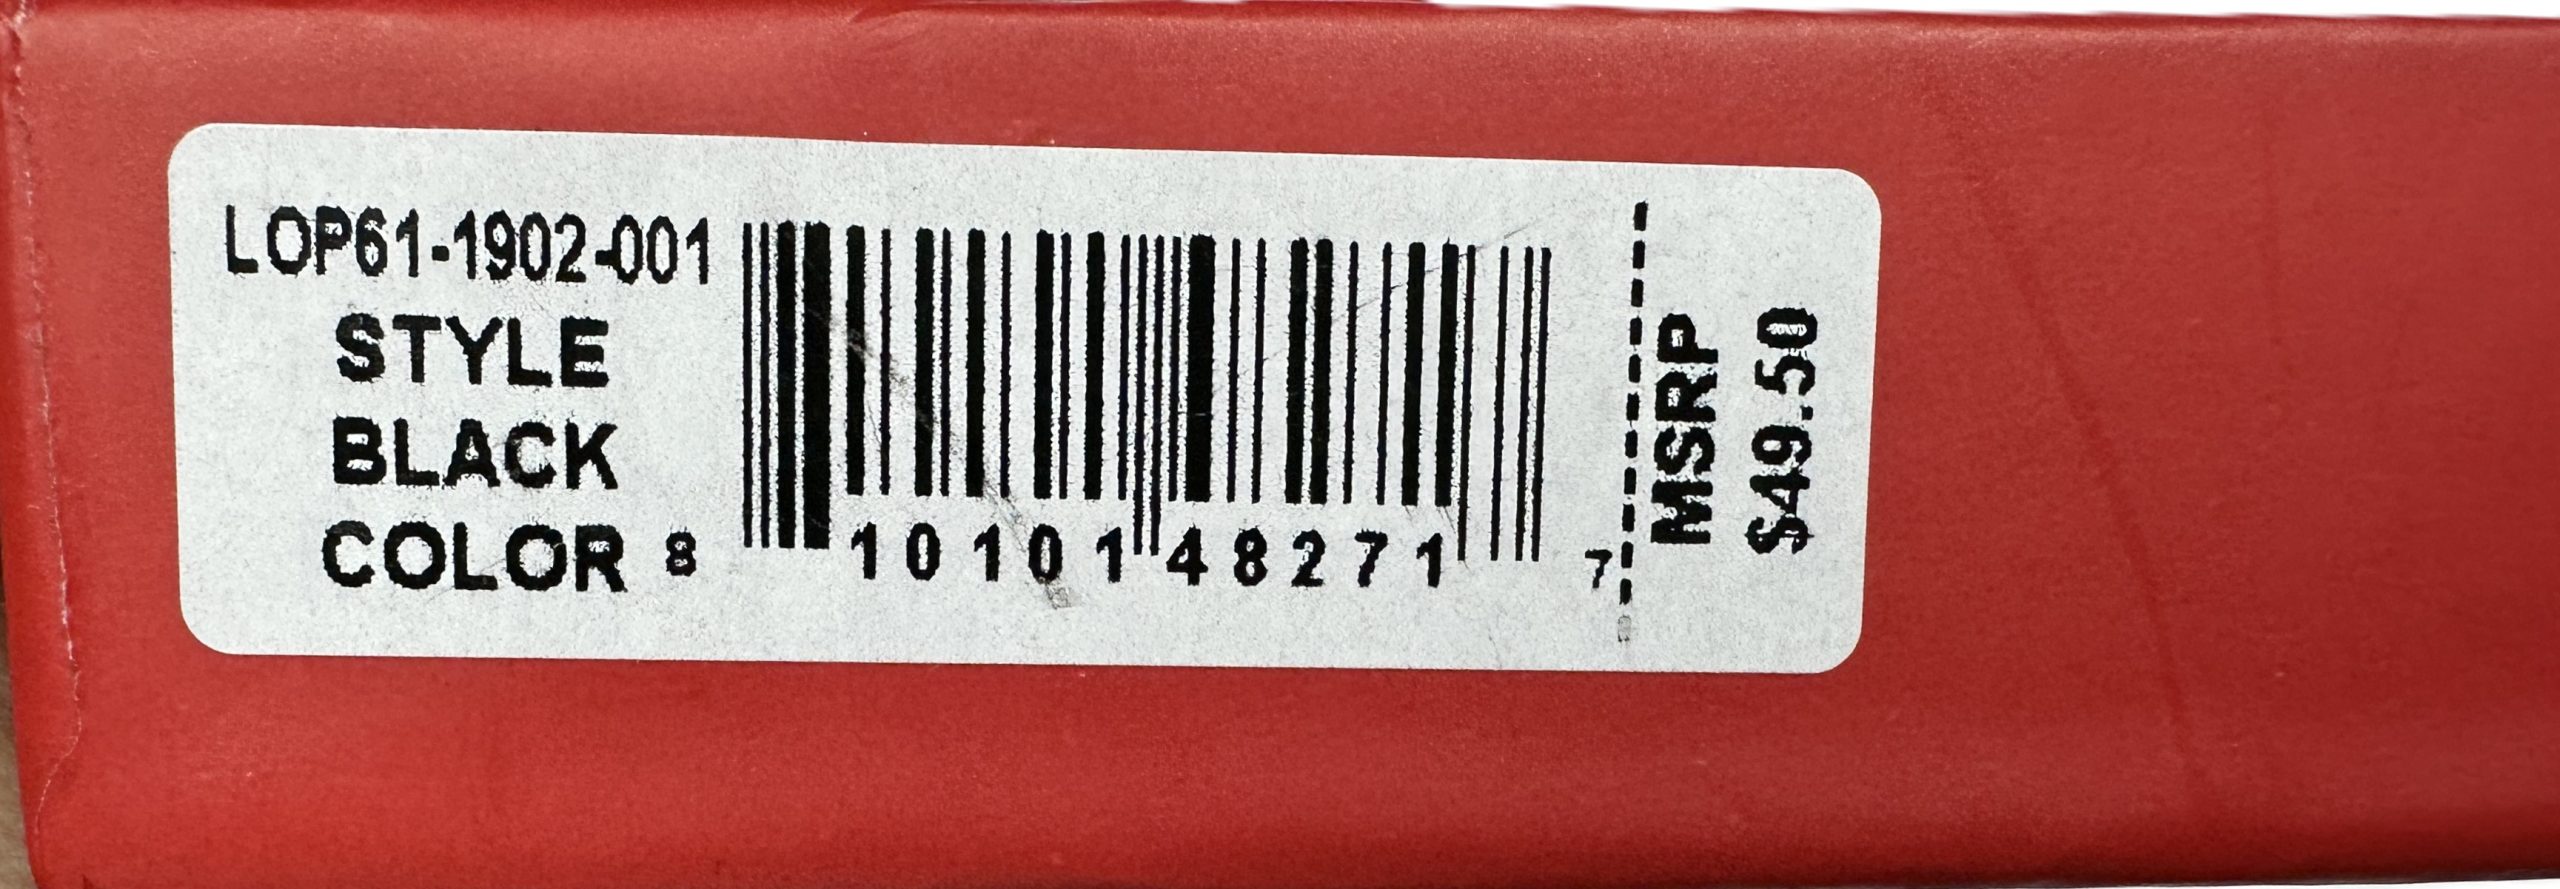 LOP61-1902-001
STYLE
BLACK
COLOR
8 10101 48271 7
MSRP
$49.50